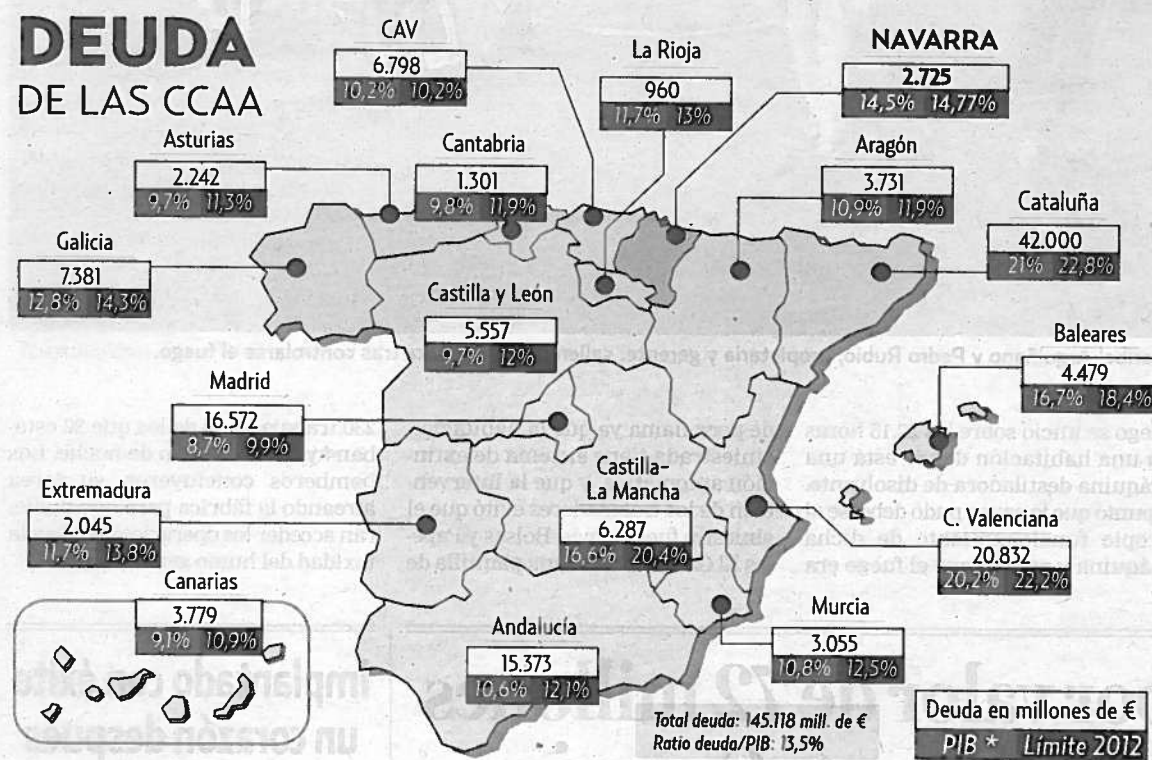 DEUDA
DE LAS CCAA
CAV
6.798
10,2% 10,2%
La Rioja
960
11,7% 13%
NAVARRA
2.725
14,5% 14,77%
Asturias
2.242
9,7% 11,3%
Cantabria
1.301
9,8% 11,9%
Aragón
3.731
10,9% 11,9%
Cataluña
42.000
21% 22,8%
Galicia
7.381
12,8% 14,3%
Castilla y León
5.557
9,7% 12%
Baleares
4.479
16,7% 18,4%
Madrid
16.572
8,7% 9,9%
Castilla-
La Mancha
6.287
16,6% 20,4%
Extremadura
2.045
11,7% 13,8%
C. Valenciana
20.832
20,2% 22,2%
Canarias
3.779
9,1% 10,9%
Andalucía
15.373
10,6% 12,1%
Murcia
3.055
10,8% 12,5%
Total deuda: 145.118 mill. de €
Ratio deuda/PIB: 13,5%
Deuda en millones de €
PIB * Límite 2012